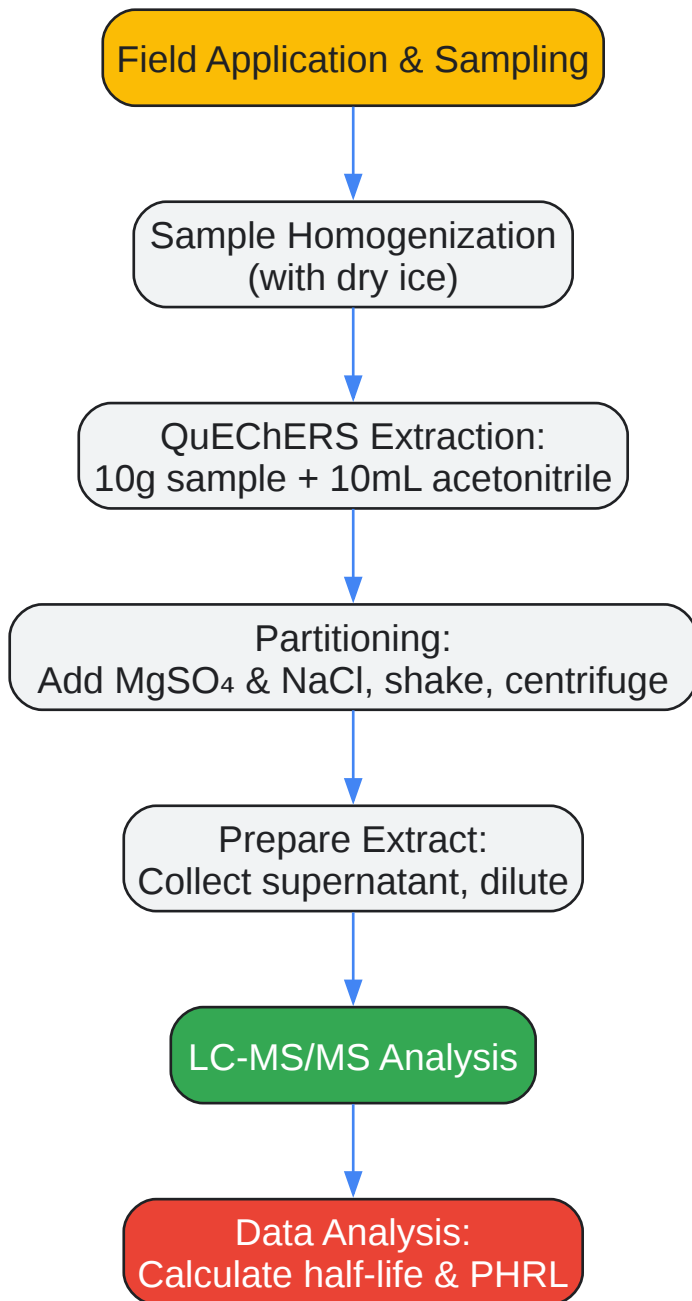 Field Application & Sampling
Sample Homogenization
(with dry ice)
QuEChERS Extraction:
10g sample + 10mL acetonitrile
Partitioning:
Add MgSO₄ & NaCl, shake, centrifuge
Prepare Extract:
Collect supernatant, dilute
LC-MS/MS Analysis
Data Analysis:
Calculate half-life & PHRL